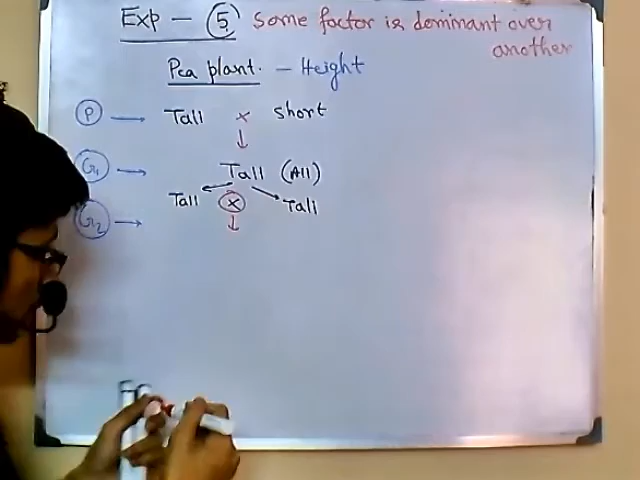 Exp - 5 Some factor is dominant over
another
Pea plant. - Height
P → Tall × short
↓
G1 → Tall (All)
Tall × Tall
G2 → ↓